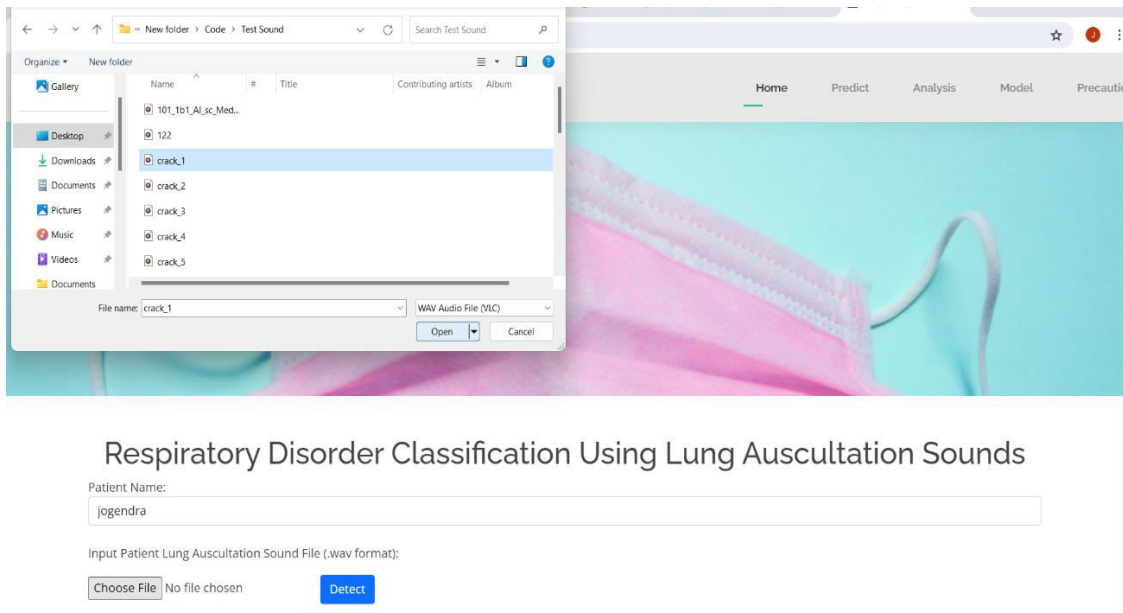 New folder > Code > Test Sound
Search Test Sound
Home Predict Analysis Model Precautio
Organize New folder
Gallery
Desktop
Downloads
Documents
Pictures
Music
Videos
Documents
Name # Title Contributing artists Album
101_1b1_Al_sc_Med...
122
crack_1
crack_2
crack_3
crack_4
crack_5
File name: crack_1 WAV Audio File (VLC)
Open Cancel
Respiratory Disorder Classification Using Lung Auscultation Sounds
Patient Name:
jogendra
Input Patient Lung Auscultation Sound File (.wav format):
Choose File No file chosen Detect